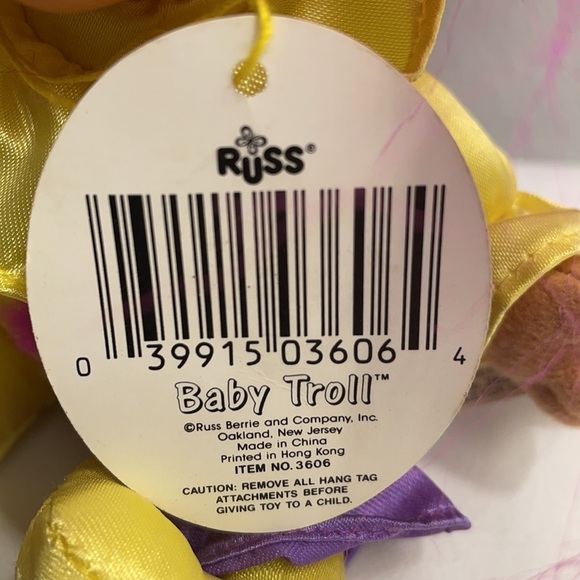 RUSS®
0 39915 03606 4
Baby Troll™
©Russ Berrie and Company, Inc.
Oakland, New Jersey
Made in China
Printed in Hong Kong
ITEM NO. 3606
CAUTION: REMOVE ALL HANG TAG
ATTACHMENTS BEFORE
GIVING TOY TO A CHILD.